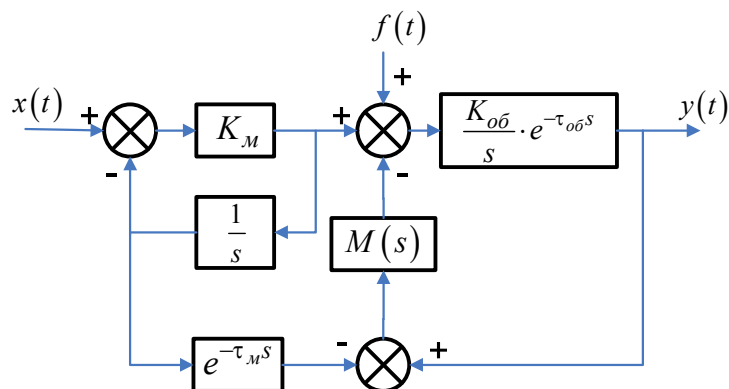 f(t)
+
x(t) + K_м + K_об/s · e^{-τ_об s} y(t)
- -
1/s M(s)
- +
e^{-τ_м s}